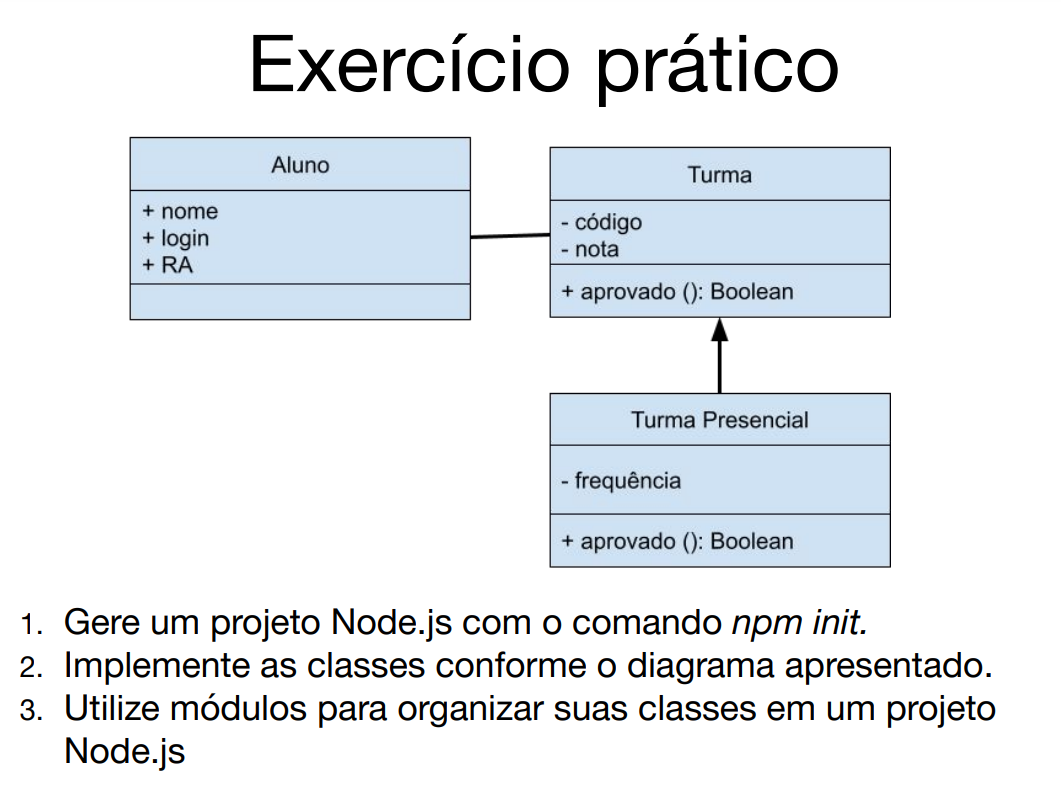 Exercício prático
Aluno
+ nome
+ login
+ RA
Turma
- código
- nota
+ aprovado (): Boolean
Turma Presencial
- frequência
+ aprovado (): Boolean
1. Gere um projeto Node.js com o comando npm init.
2. Implemente as classes conforme o diagrama apresentado.
3. Utilize módulos para organizar suas classes em um projeto
Node.js